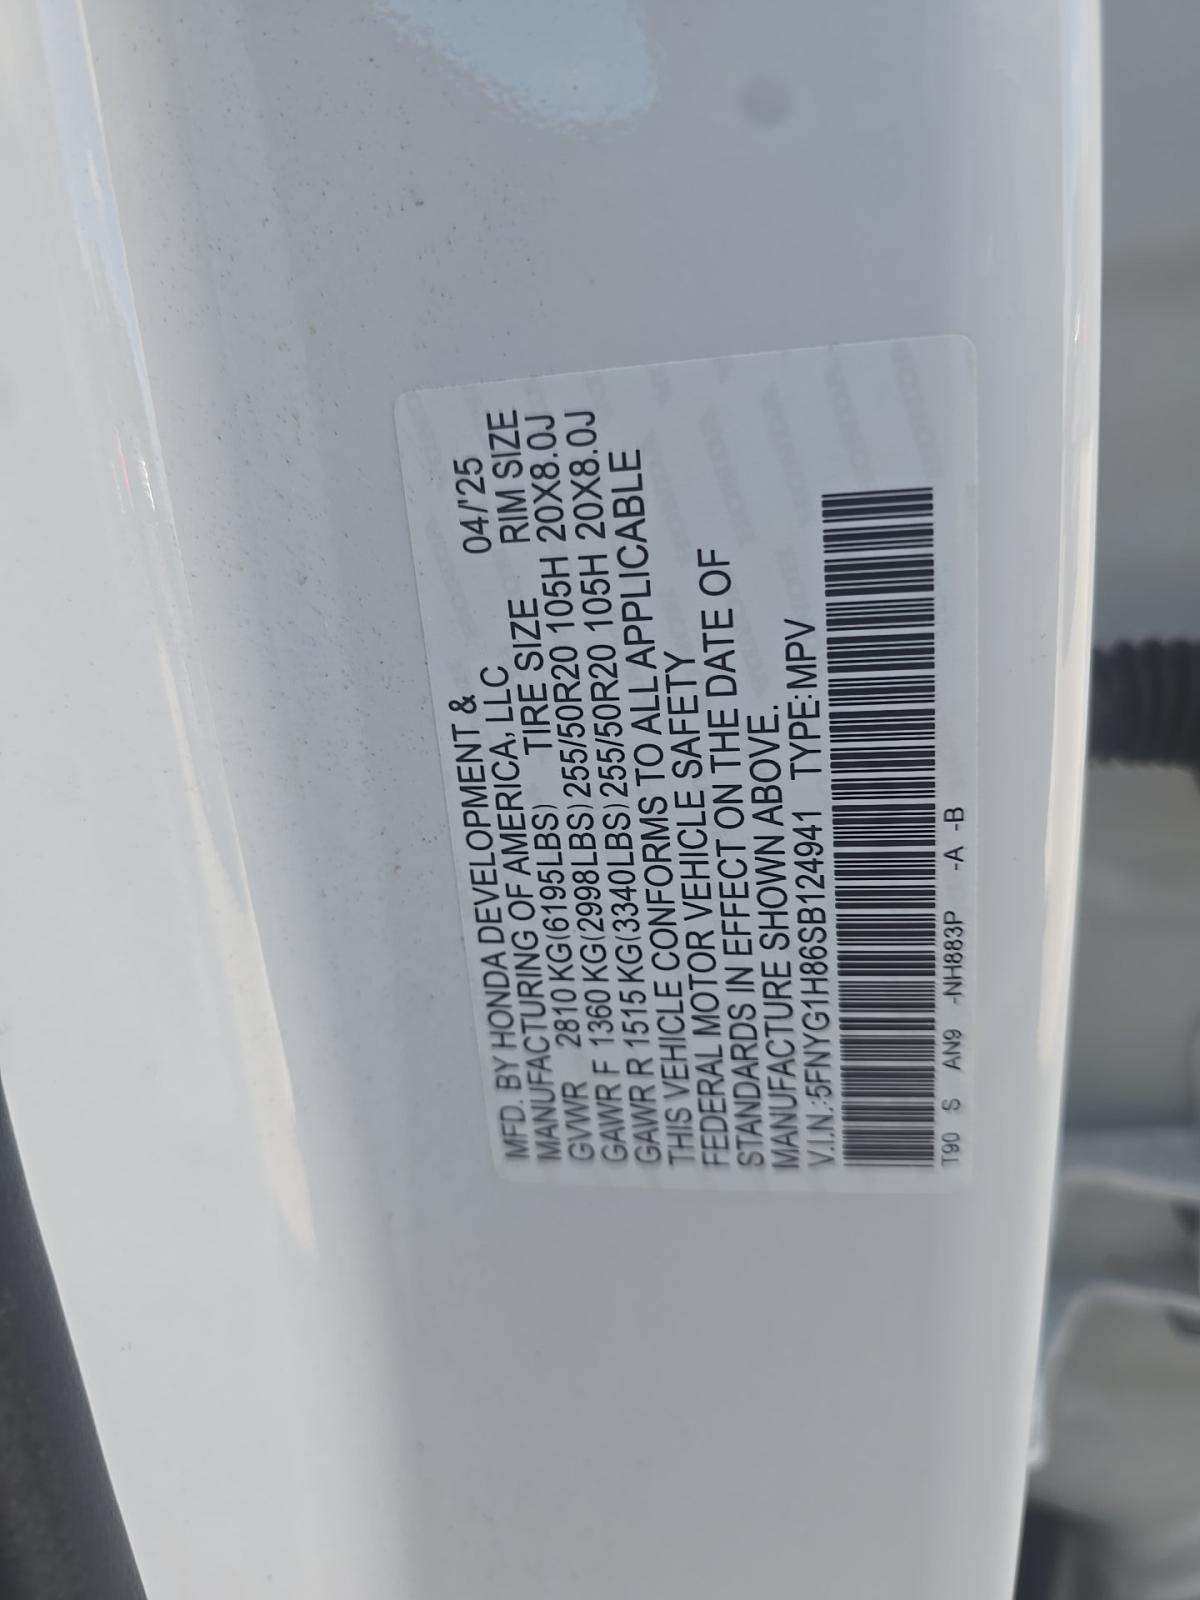 MFD. BY HONDA DEVELOPMENT & 04/'25
MANUFACTURING OF AMERICA, LLC
TIRE SIZE RIM SIZE
GVWR 2810 KG(6195LBS)
GAWR F 1360 KG(2998LBS) 255/50R20 105H 20X8.0J
GAWR R 1515 KG(3340LBS) 255/50R20 105H 20X8.0J
THIS VEHICLE CONFORMS TO ALL APPLICABLE
FEDERAL MOTOR VEHICLE SAFETY
STANDARDS IN EFFECT ON THE DATE OF
MANUFACTURE SHOWN ABOVE.
V.I.N.:5FNYG1H86SB124941 TYPE:MPV
T90 S AN9 -NH883P -A -B